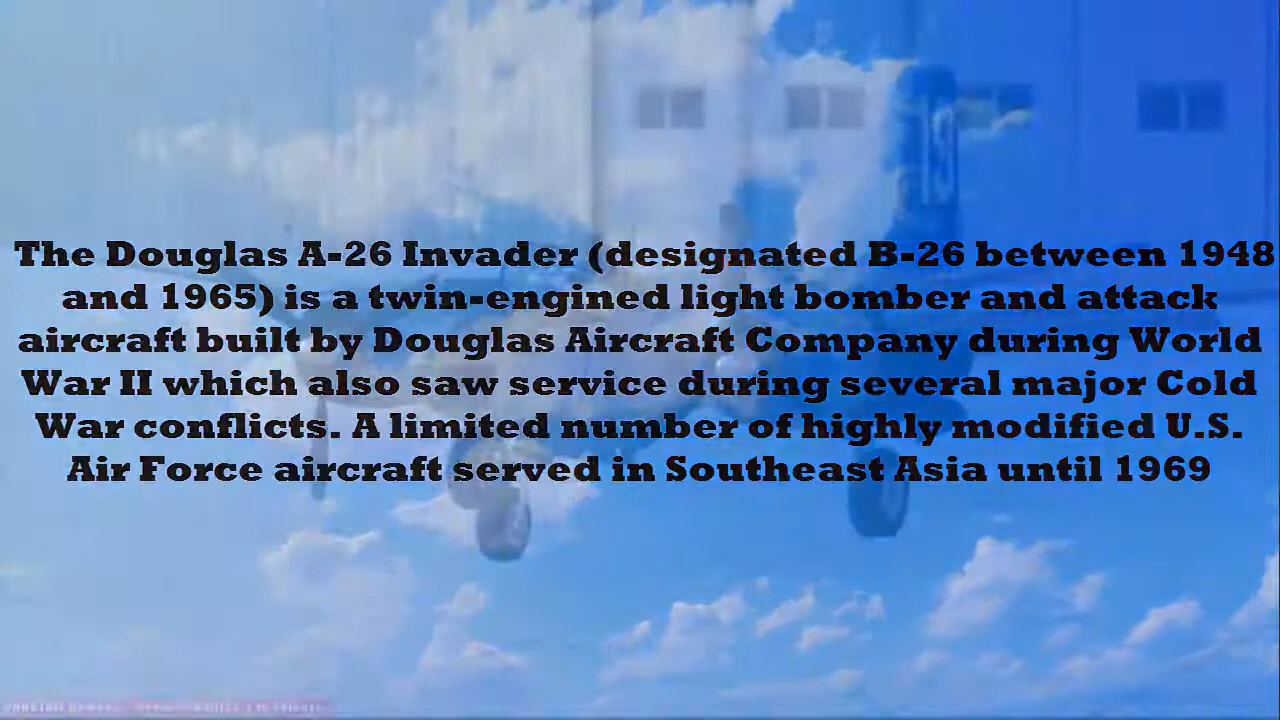 The Douglas A-26 Invader (designated B-26 between 1948
and 1965) is a twin-engined light bomber and attack
aircraft built by Douglas Aircraft Company during World
War II which also saw service during several major Cold
War conflicts. A limited number of highly modified U.S.
Air Force aircraft served in Southeast Asia until 1969